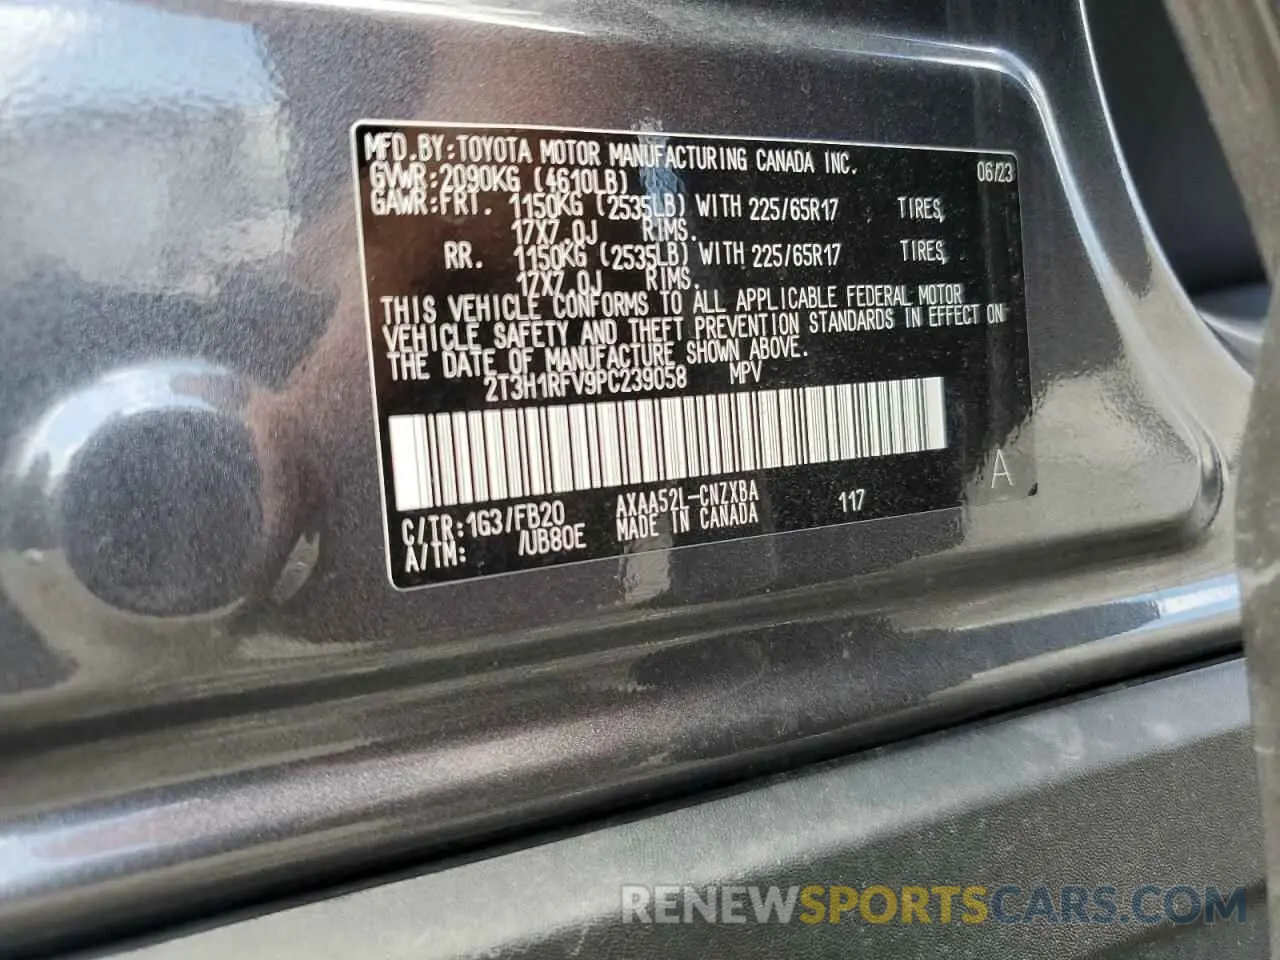 MFD.BY:TOYOTA MOTOR MANUFACTURING CANADA INC. 06/23
GVWR:2090KG (4610LB)
GAWR:FRT. 1150KG (2535LB) WITH 225/65R17 TIRES,
17X7.0J RIMS.
RR. 1150KG (2535LB) WITH 225/65R17 TIRES,
17X7.0J RIMS.
THIS VEHICLE CONFORMS TO ALL APPLICABLE FEDERAL MOTOR
VEHICLE SAFETY AND THEFT PREVENTION STANDARDS IN EFFECT ON
THE DATE OF MANUFACTURE SHOWN ABOVE.
2T3H1RFV9PC239058 MPV
A
C/TR:1G3/FB20 AXAA52L-CNZXBA 117
A/TM: /UB80E MADE IN CANADA
RENEWSPORTSCARS.COM